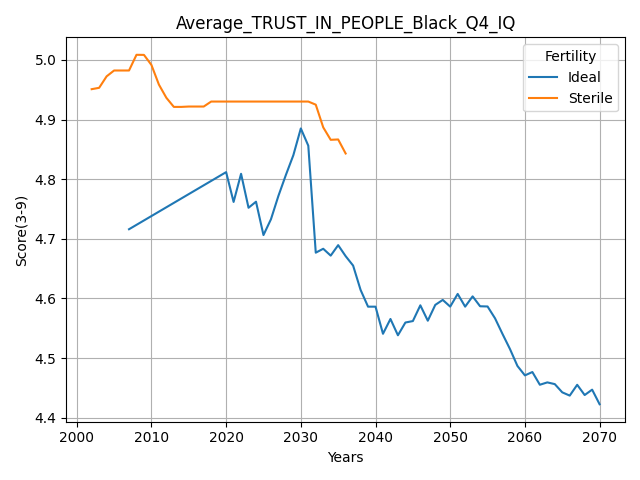 Average_TRUST_IN_PEOPLE_Black_Q4_IQ
Fertility
Ideal
Sterile
Score(3-9)
5.0
4.9
4.8
4.7
4.6
4.5
4.4
2000 2010 2020 2030 2040 2050 2060 2070
Years